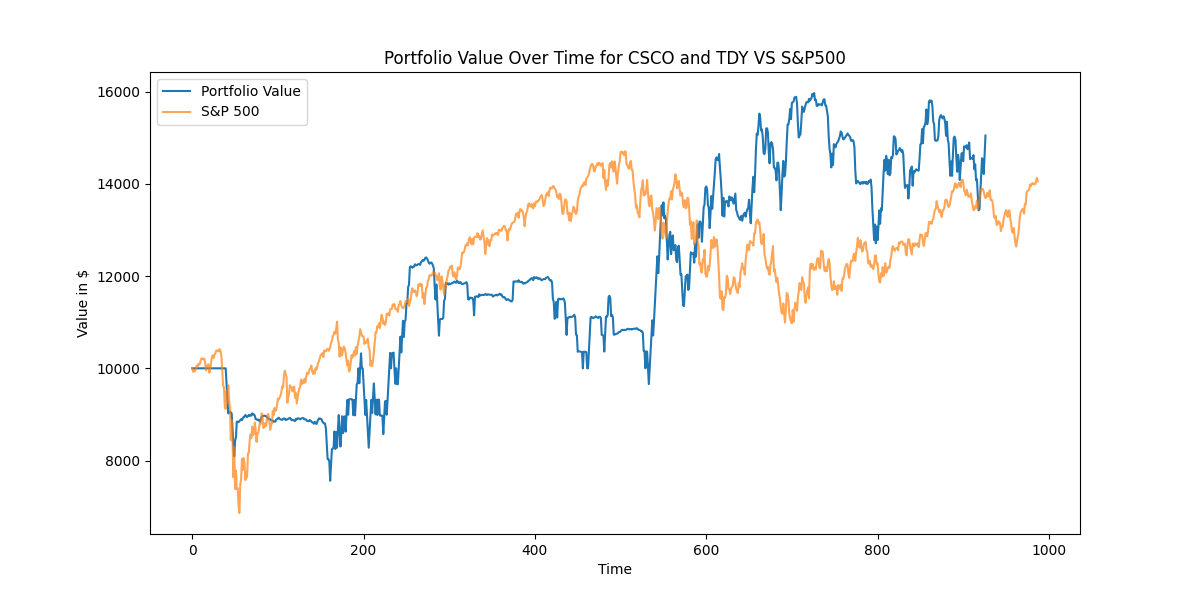 Portfolio Value Over Time for CSCO and TDY VS S&P500
Portfolio Value
S&P 500
Value in $
16000
14000
12000
10000
8000
0 200 400 600 800 1000
Time